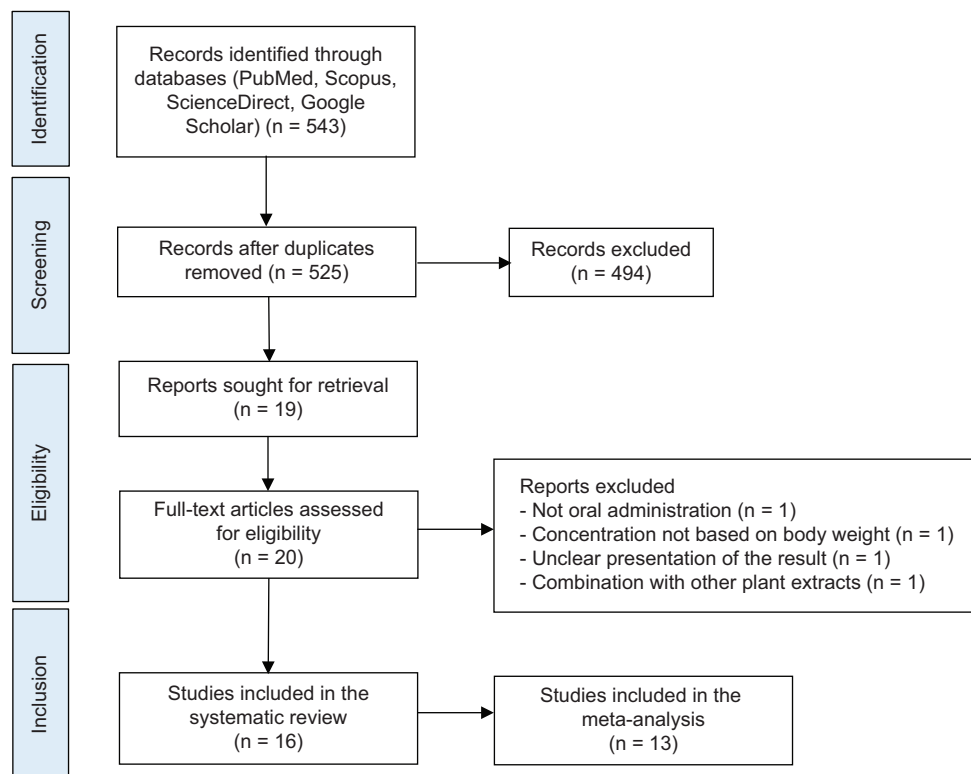 Identification
Records identified through
databases (PubMed, Scopus,
ScienceDirect, Google
Scholar) (n = 543)
Screening
Records after duplicates
removed (n = 525)
Records excluded
(n = 494)
Eligibility
Reports sought for retrieval
(n = 19)
Full-text articles assessed
for eligibility
(n = 20)
Reports excluded
- Not oral administration (n = 1)
- Concentration not based on body weight (n = 1)
- Unclear presentation of the result (n = 1)
- Combination with other plant extracts (n = 1)
Inclusion
Studies included in the
systematic review
(n = 16)
Studies included in the
meta-analysis
(n = 13)